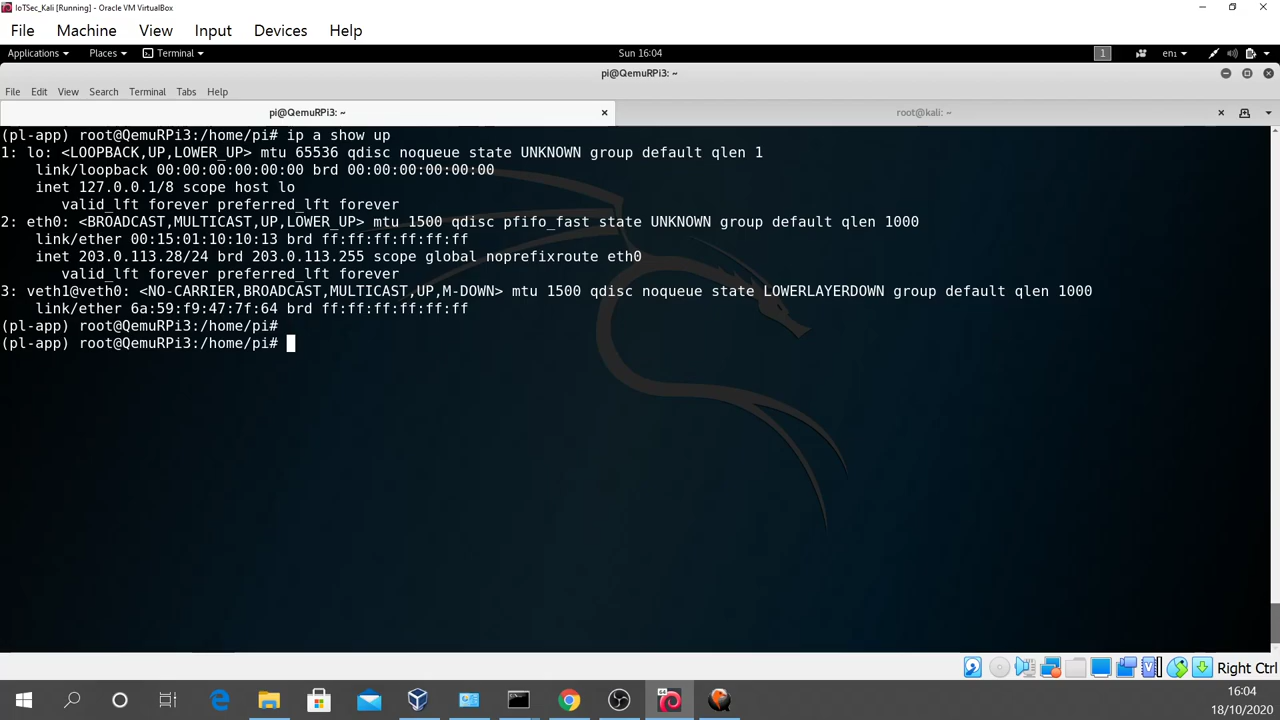 IoTSec_Kali [Running] - Oracle VM VirtualBox
File Machine View Input Devices Help
Applications Places Terminal Sun 16:04 1 en1
pi@QemuRPi3: ~
File Edit View Search Terminal Tabs Help
pi@QemuRPi3: ~ root@kali: ~
(pl-app) root@QemuRPi3:/home/pi# ip a show up
1: lo: <LOOPBACK,UP,LOWER_UP> mtu 65536 qdisc noqueue state UNKNOWN group default qlen 1
link/loopback 00:00:00:00:00:00 brd 00:00:00:00:00:00
inet 127.0.0.1/8 scope host lo
valid_lft forever preferred_lft forever
2: eth0: <BROADCAST,MULTICAST,UP,LOWER_UP> mtu 1500 qdisc pfifo_fast state UNKNOWN group default qlen 1000
link/ether 00:15:01:10:10:13 brd ff:ff:ff:ff:ff:ff
inet 203.0.113.28/24 brd 203.0.113.255 scope global noprefixroute eth0
valid_lft forever preferred_lft forever
3: veth1@veth0: <NO-CARRIER,BROADCAST,MULTICAST,UP,M-DOWN> mtu 1500 qdisc noqueue state LOWERLAYERDOWN group default qlen 1000
link/ether 6a:59:f9:47:7f:64 brd ff:ff:ff:ff:ff:ff
(pl-app) root@QemuRPi3:/home/pi#
(pl-app) root@QemuRPi3:/home/pi#
Right Ctrl
16:04
18/10/2020